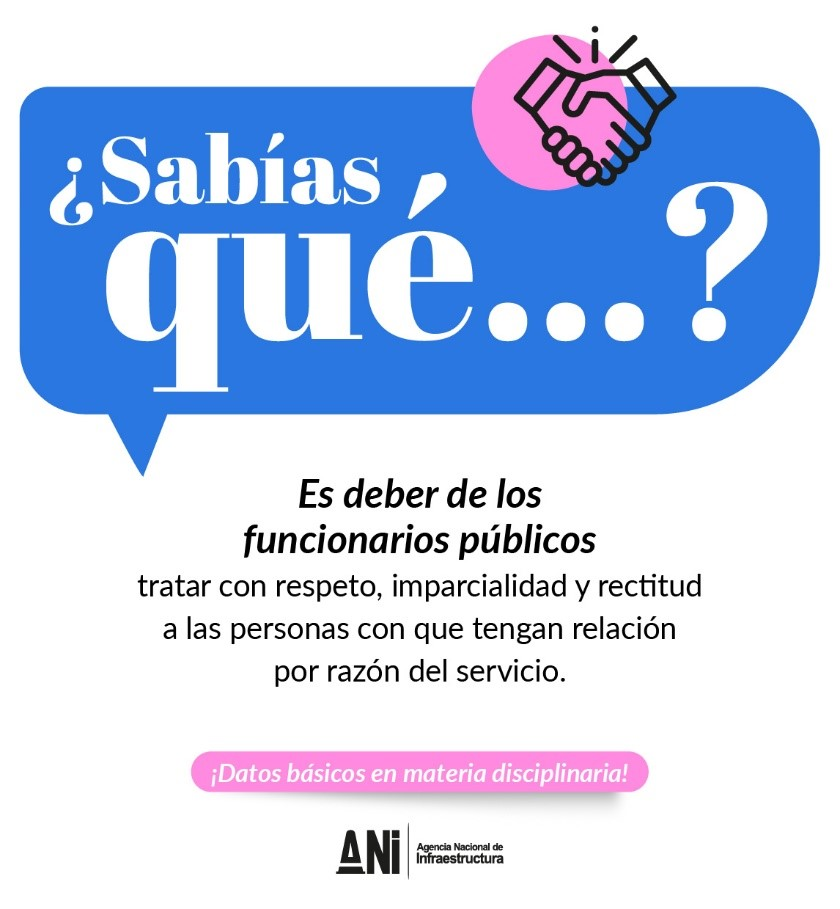 ¿Sabías
qué...?
Es deber de los
funcionarios públicos
tratar con respeto, imparcialidad y rectitud
a las personas con que tengan relación
por razón del servicio.
¡Datos básicos en materia disciplinaria!
ANi
Agencia Nacional de
Infraestructura